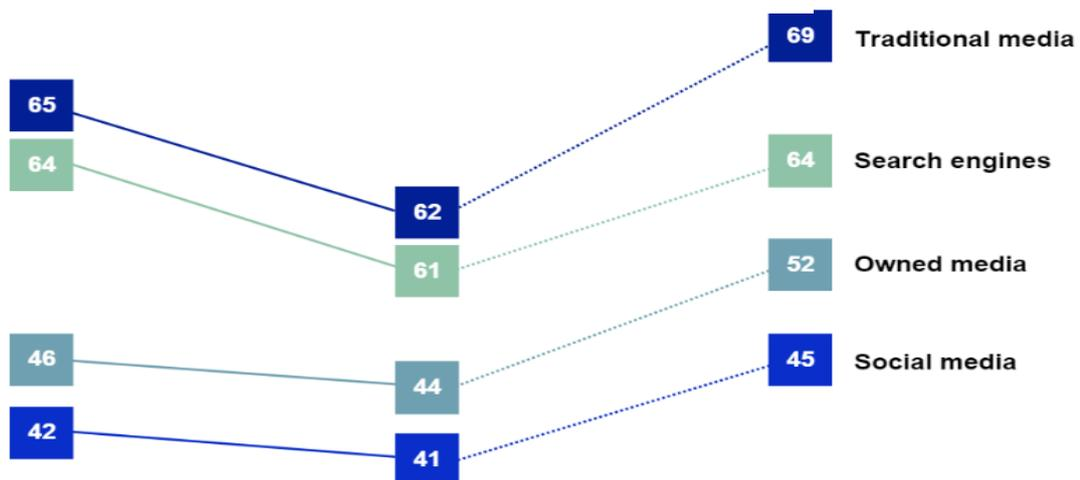 69 Traditional media
65
64
64 Search engines
62
61
52 Owned media
46
44
45 Social media
42
41